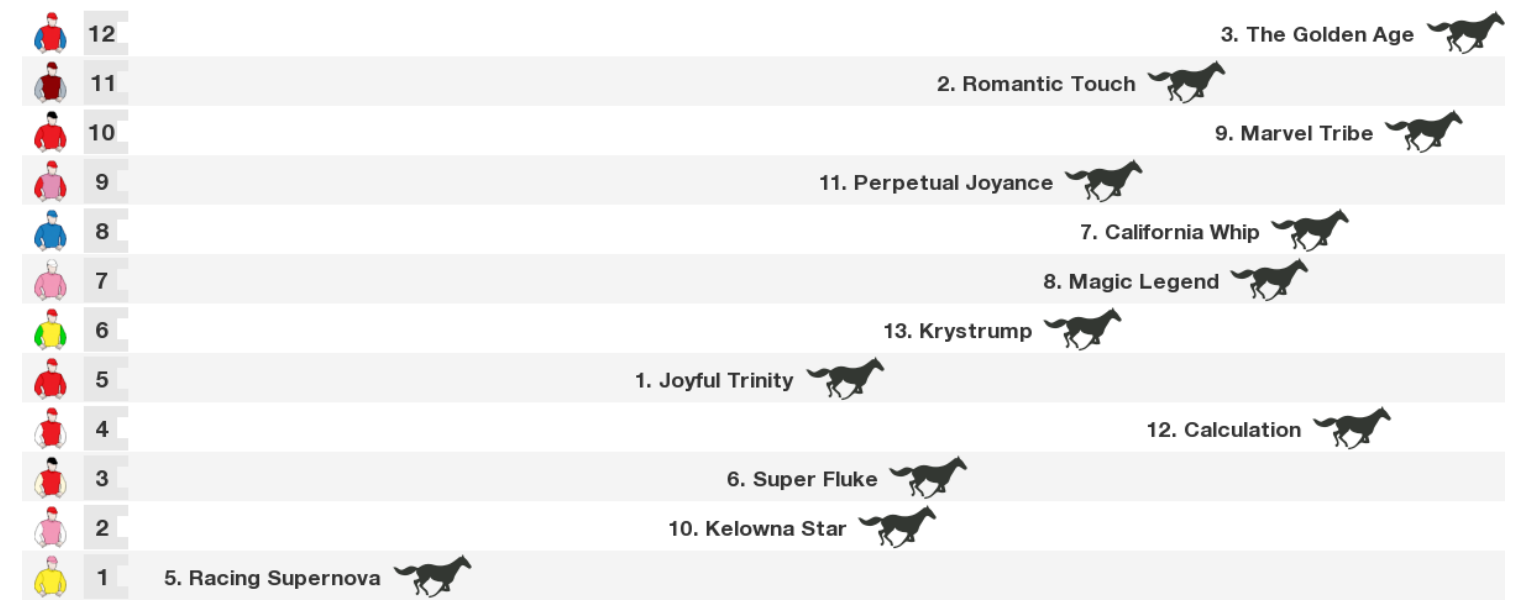 12 3. The Golden Age
11 2. Romantic Touch
10 9. Marvel Tribe
9 11. Perpetual Joyance
8 7. California Whip
7 8. Magic Legend
6 13. Krystrump
5 1. Joyful Trinity
4 12. Calculation
3 6. Super Fluke
2 10. Kelowna Star
1 5. Racing Supernova